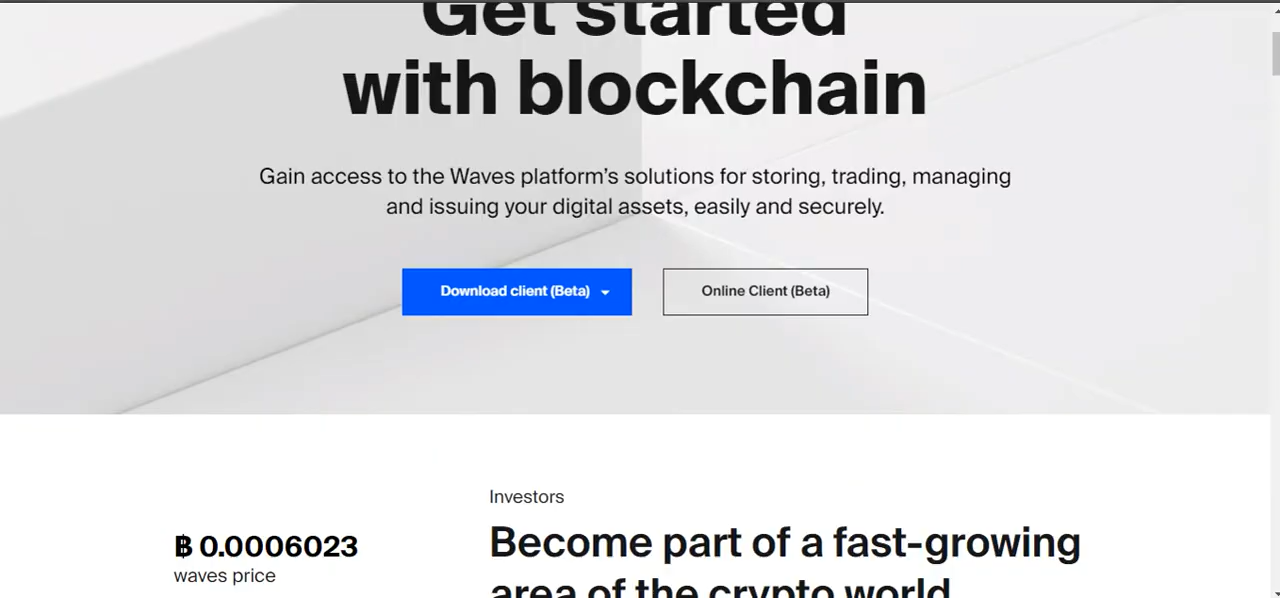 Get started
with blockchain
Gain access to the Waves platform’s solutions for storing, trading, managing
and issuing your digital assets, easily and securely.
Download client (Beta)
Online Client (Beta)
Investors
Become part of a fast-growing
area of the crypto world
฿ 0.0006023
waves price